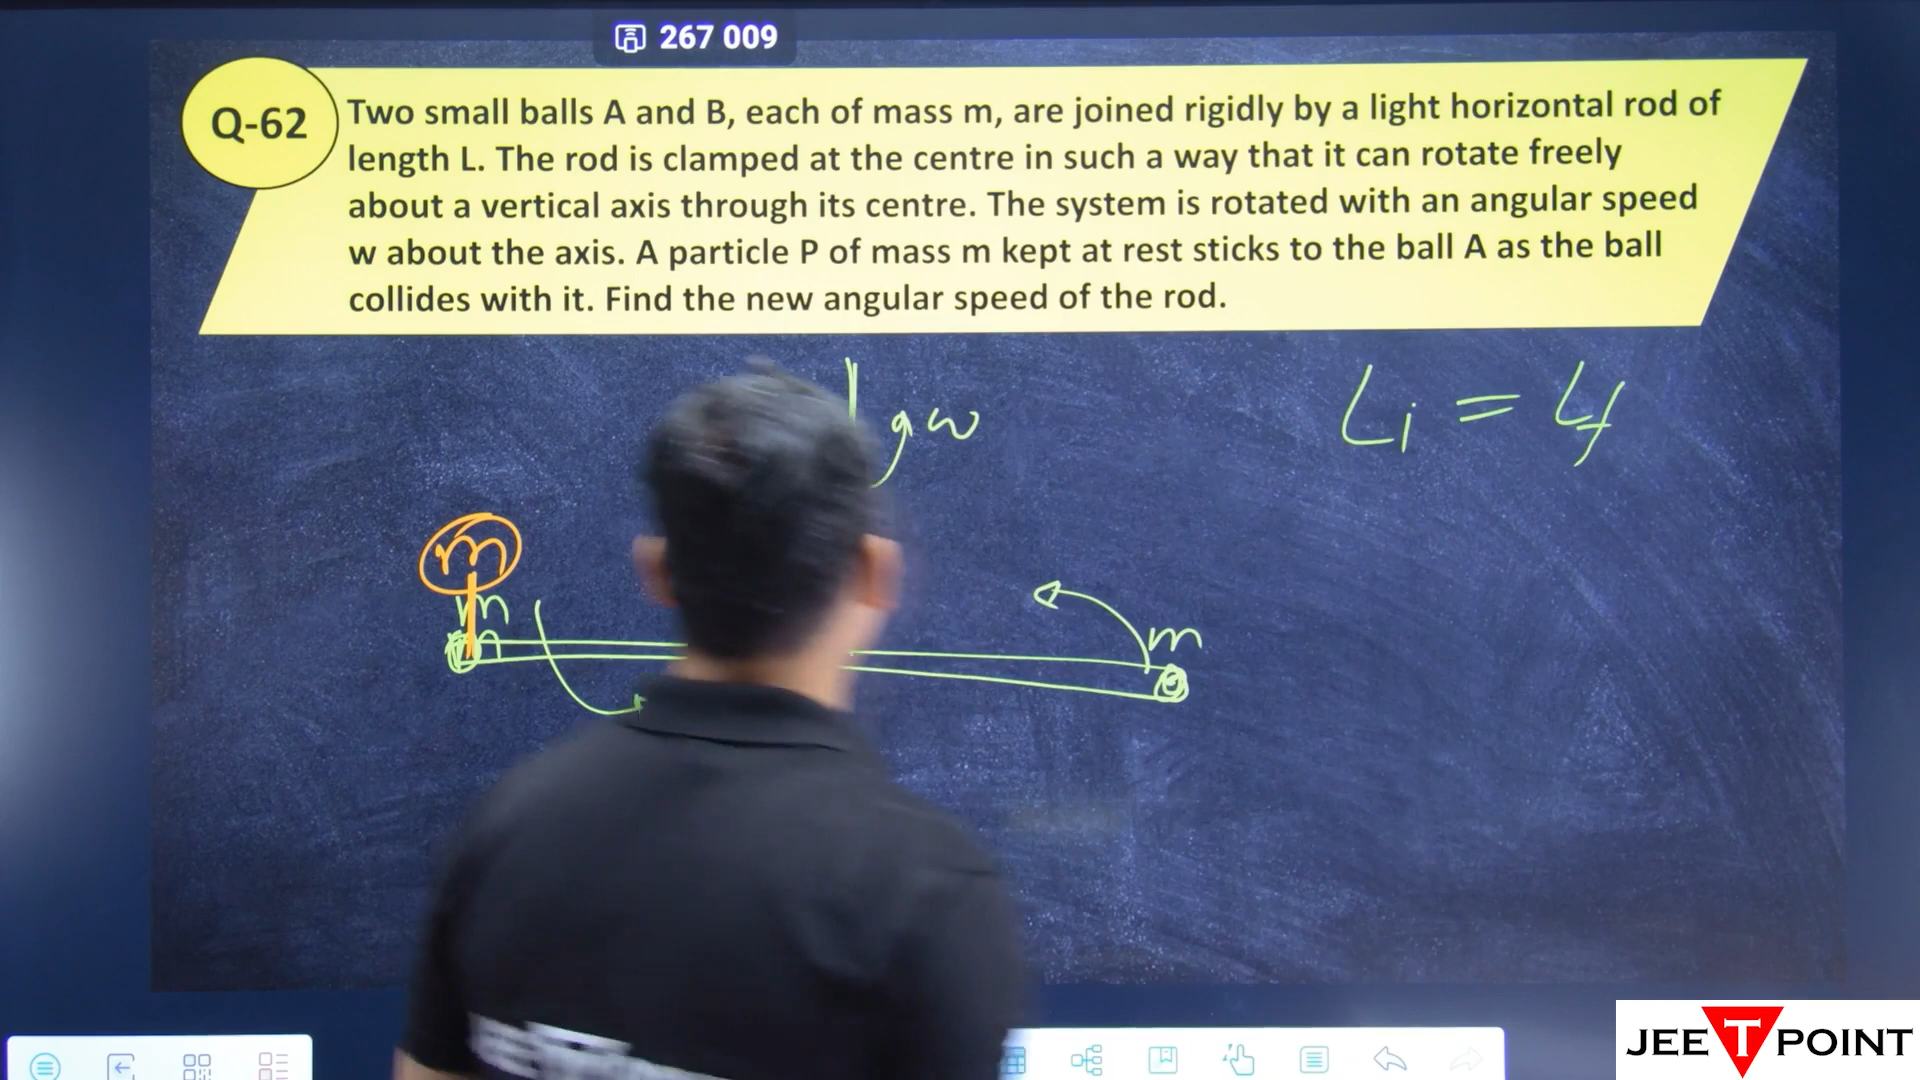 267 009
Q-62
Two small balls A and B, each of mass m, are joined rigidly by a light horizontal rod of
length L. The rod is clamped at the centre in such a way that it can rotate freely
about a vertical axis through its centre. The system is rotated with an angular speed
w about the axis. A particle P of mass m kept at rest sticks to the ball A as the ball
collides with it. Find the new angular speed of the rod.
ω
Li = Lf
m
m
m
m
JEE T POINT